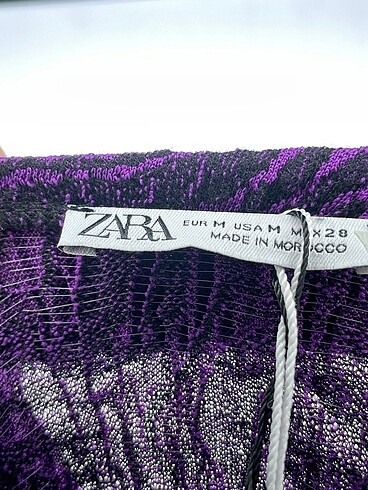 ZARA
EUR M USA M MEX 28
MADE IN MOROCCO